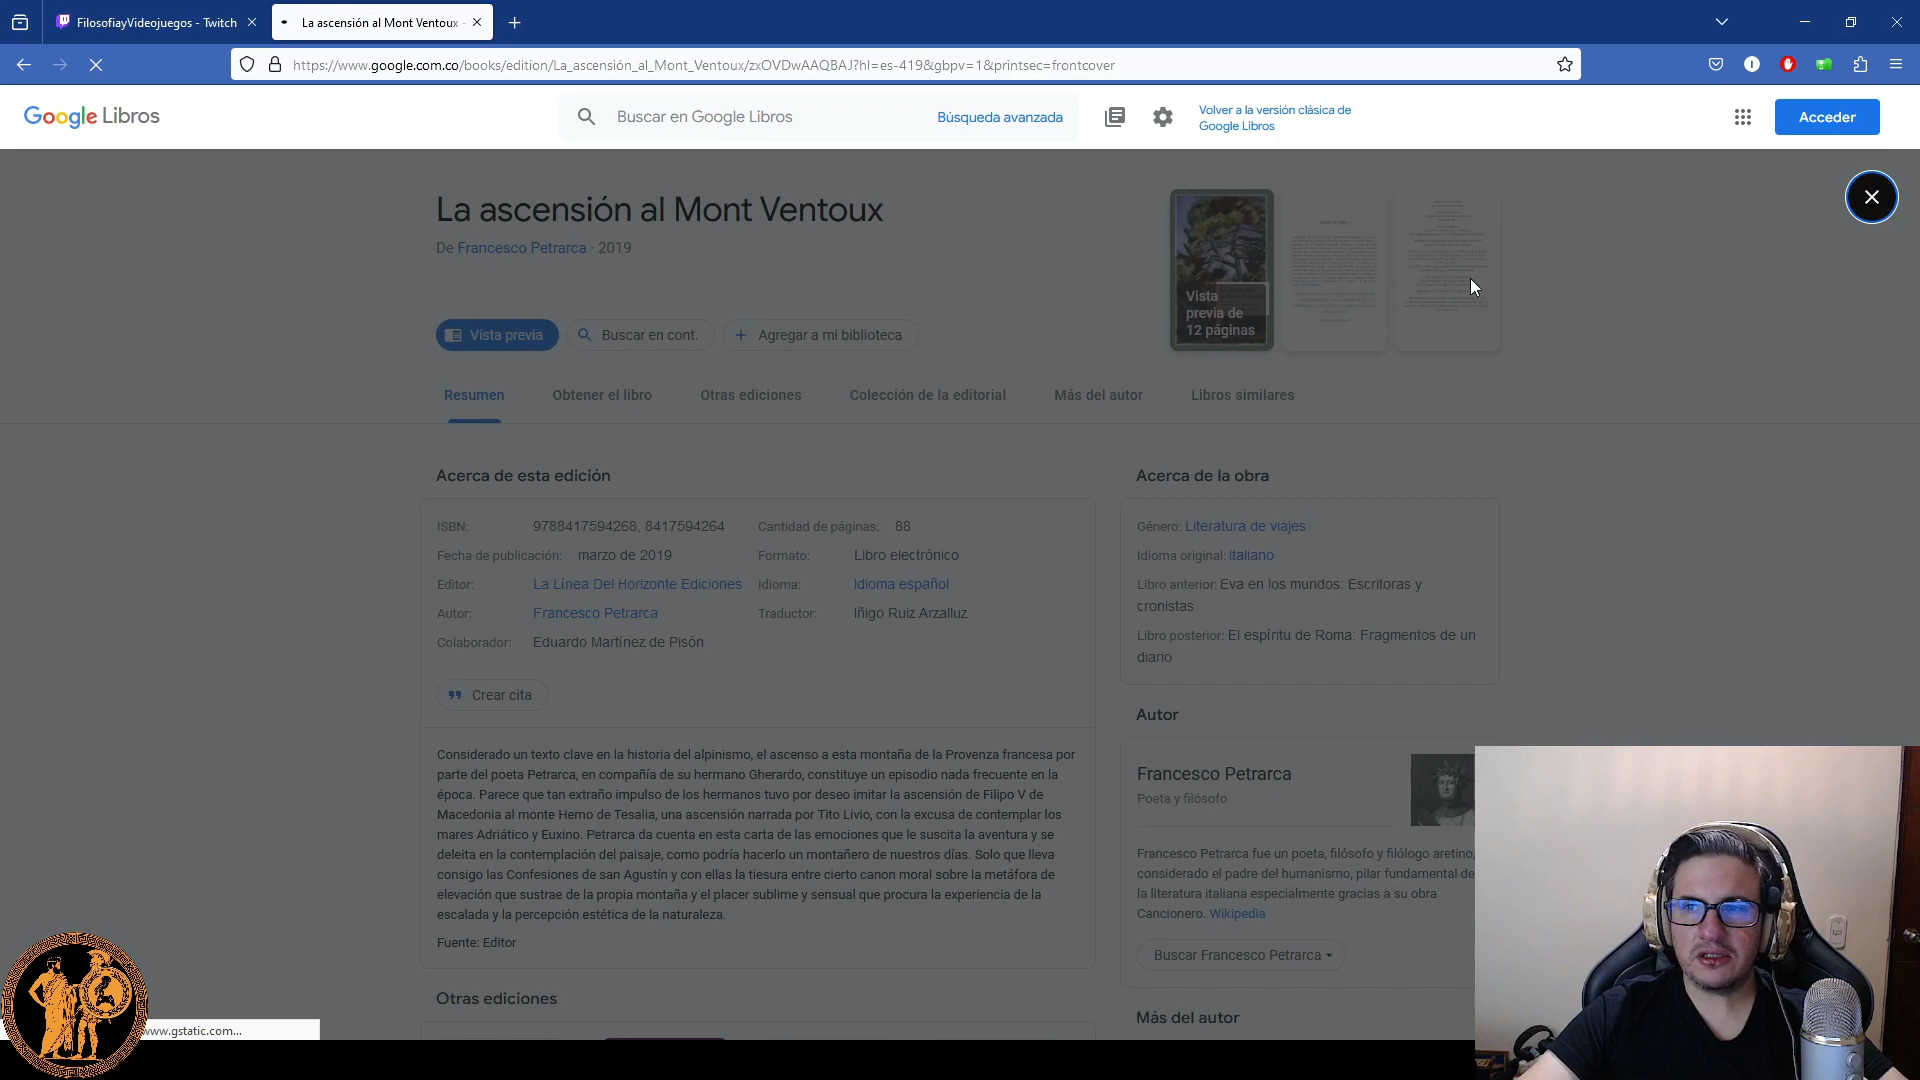 FilosofiayVideojuegos - Twitch
La ascensión al Mont Ventoux -
https://www.google.com.co/books/edition/La_ascensión_al_Mont_Ventoux/zxOVDwAAQBAJ?hl=es-419&gbpv=1&printsec=frontcover
Google Libros
Buscar en Google Libros
Búsqueda avanzada
Volver a la versión clásica de
Google Libros
Acceder
La ascensión al Mont Ventoux
De Francesco Petrarca · 2019
Vista
previa de
12 páginas
Vista previa
Buscar en cont.
Agregar a mi biblioteca
Resumen
Obtener el libro
Otras ediciones
Colección de la editorial
Más del autor
Libros similares
Acerca de esta edición
ISBN: 9788417594268, 8417594264
Cantidad de páginas: 88
Fecha de publicación: marzo de 2019
Formato: Libro electrónico
Editor: La Línea Del Horizonte Ediciones
Idioma: Idioma español
Autor: Francesco Petrarca
Traductor: Iñigo Ruiz Arzalluz
Colaborador: Eduardo Martínez de Pisón
Crear cita
Considerado un texto clave en la historia del alpinismo, el ascenso a esta montaña de la Provenza francesa por
parte del poeta Petrarca, en compañía de su hermano Gherardo, constituye un episodio nada frecuente en la
época. Parece que tan extraño impulso de los hermanos tuvo por deseo imitar la ascensión de Filipo V de
Macedonia al monte Hemo de Tesalia, una ascensión narrada por Tito Livio, con la excusa de contemplar los
mares Adriático y Euxino. Petrarca da cuenta en esta carta de las emociones que le suscita la aventura y se
deleita en la contemplación del paisaje, como podría hacerlo un montañero de nuestros días. Solo que lleva
consigo las Confesiones de san Agustín y con ellas la tiesura entre cierto canon moral sobre la metáfora de
elevación que sustrae de la propia montaña y el placer sublime y sensual que procura la experiencia de la
escalada y la percepción estética de la naturaleza.
Fuente: Editor
Otras ediciones
Acerca de la obra
Género: Literatura de viajes
Idioma original: Italiano
Libro anterior: Eva en los mundos: Escritoras y
cronistas
Libro posterior: El espíritu de Roma: Fragmentos de un
diario
Autor
Francesco Petrarca
Poeta y filósofo
Francesco Petrarca fue un poeta, filósofo y filólogo aretino,
considerado el padre del humanismo, pilar fundamental de
la literatura italiana especialmente gracias a su obra
Cancionero. Wikipedia
Buscar Francesco Petrarca
Más del autor
www.gstatic.com...